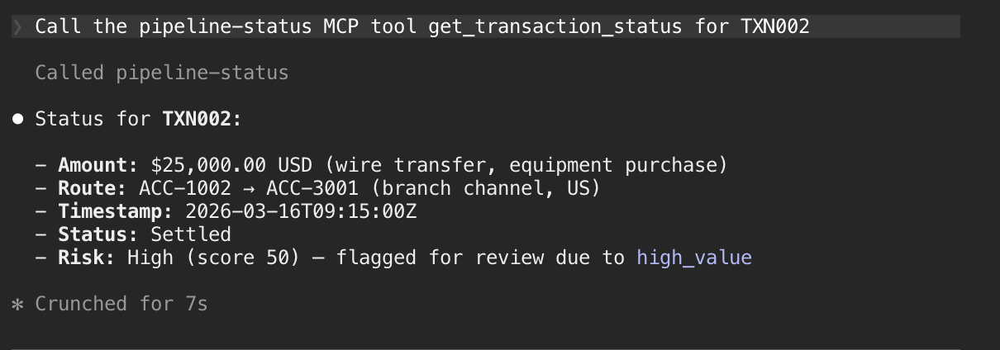 ❯ Call the pipeline-status MCP tool get_transaction_status for TXN002
Called pipeline-status
● Status for TXN002:
– Amount: $25,000.00 USD (wire transfer, equipment purchase)
– Route: ACC-1002 → ACC-3001 (branch channel, US)
– Timestamp: 2026-03-16T09:15:00Z
– Status: Settled
– Risk: High (score 50) — flagged for review due to high_value
✻ Crunched for 7s